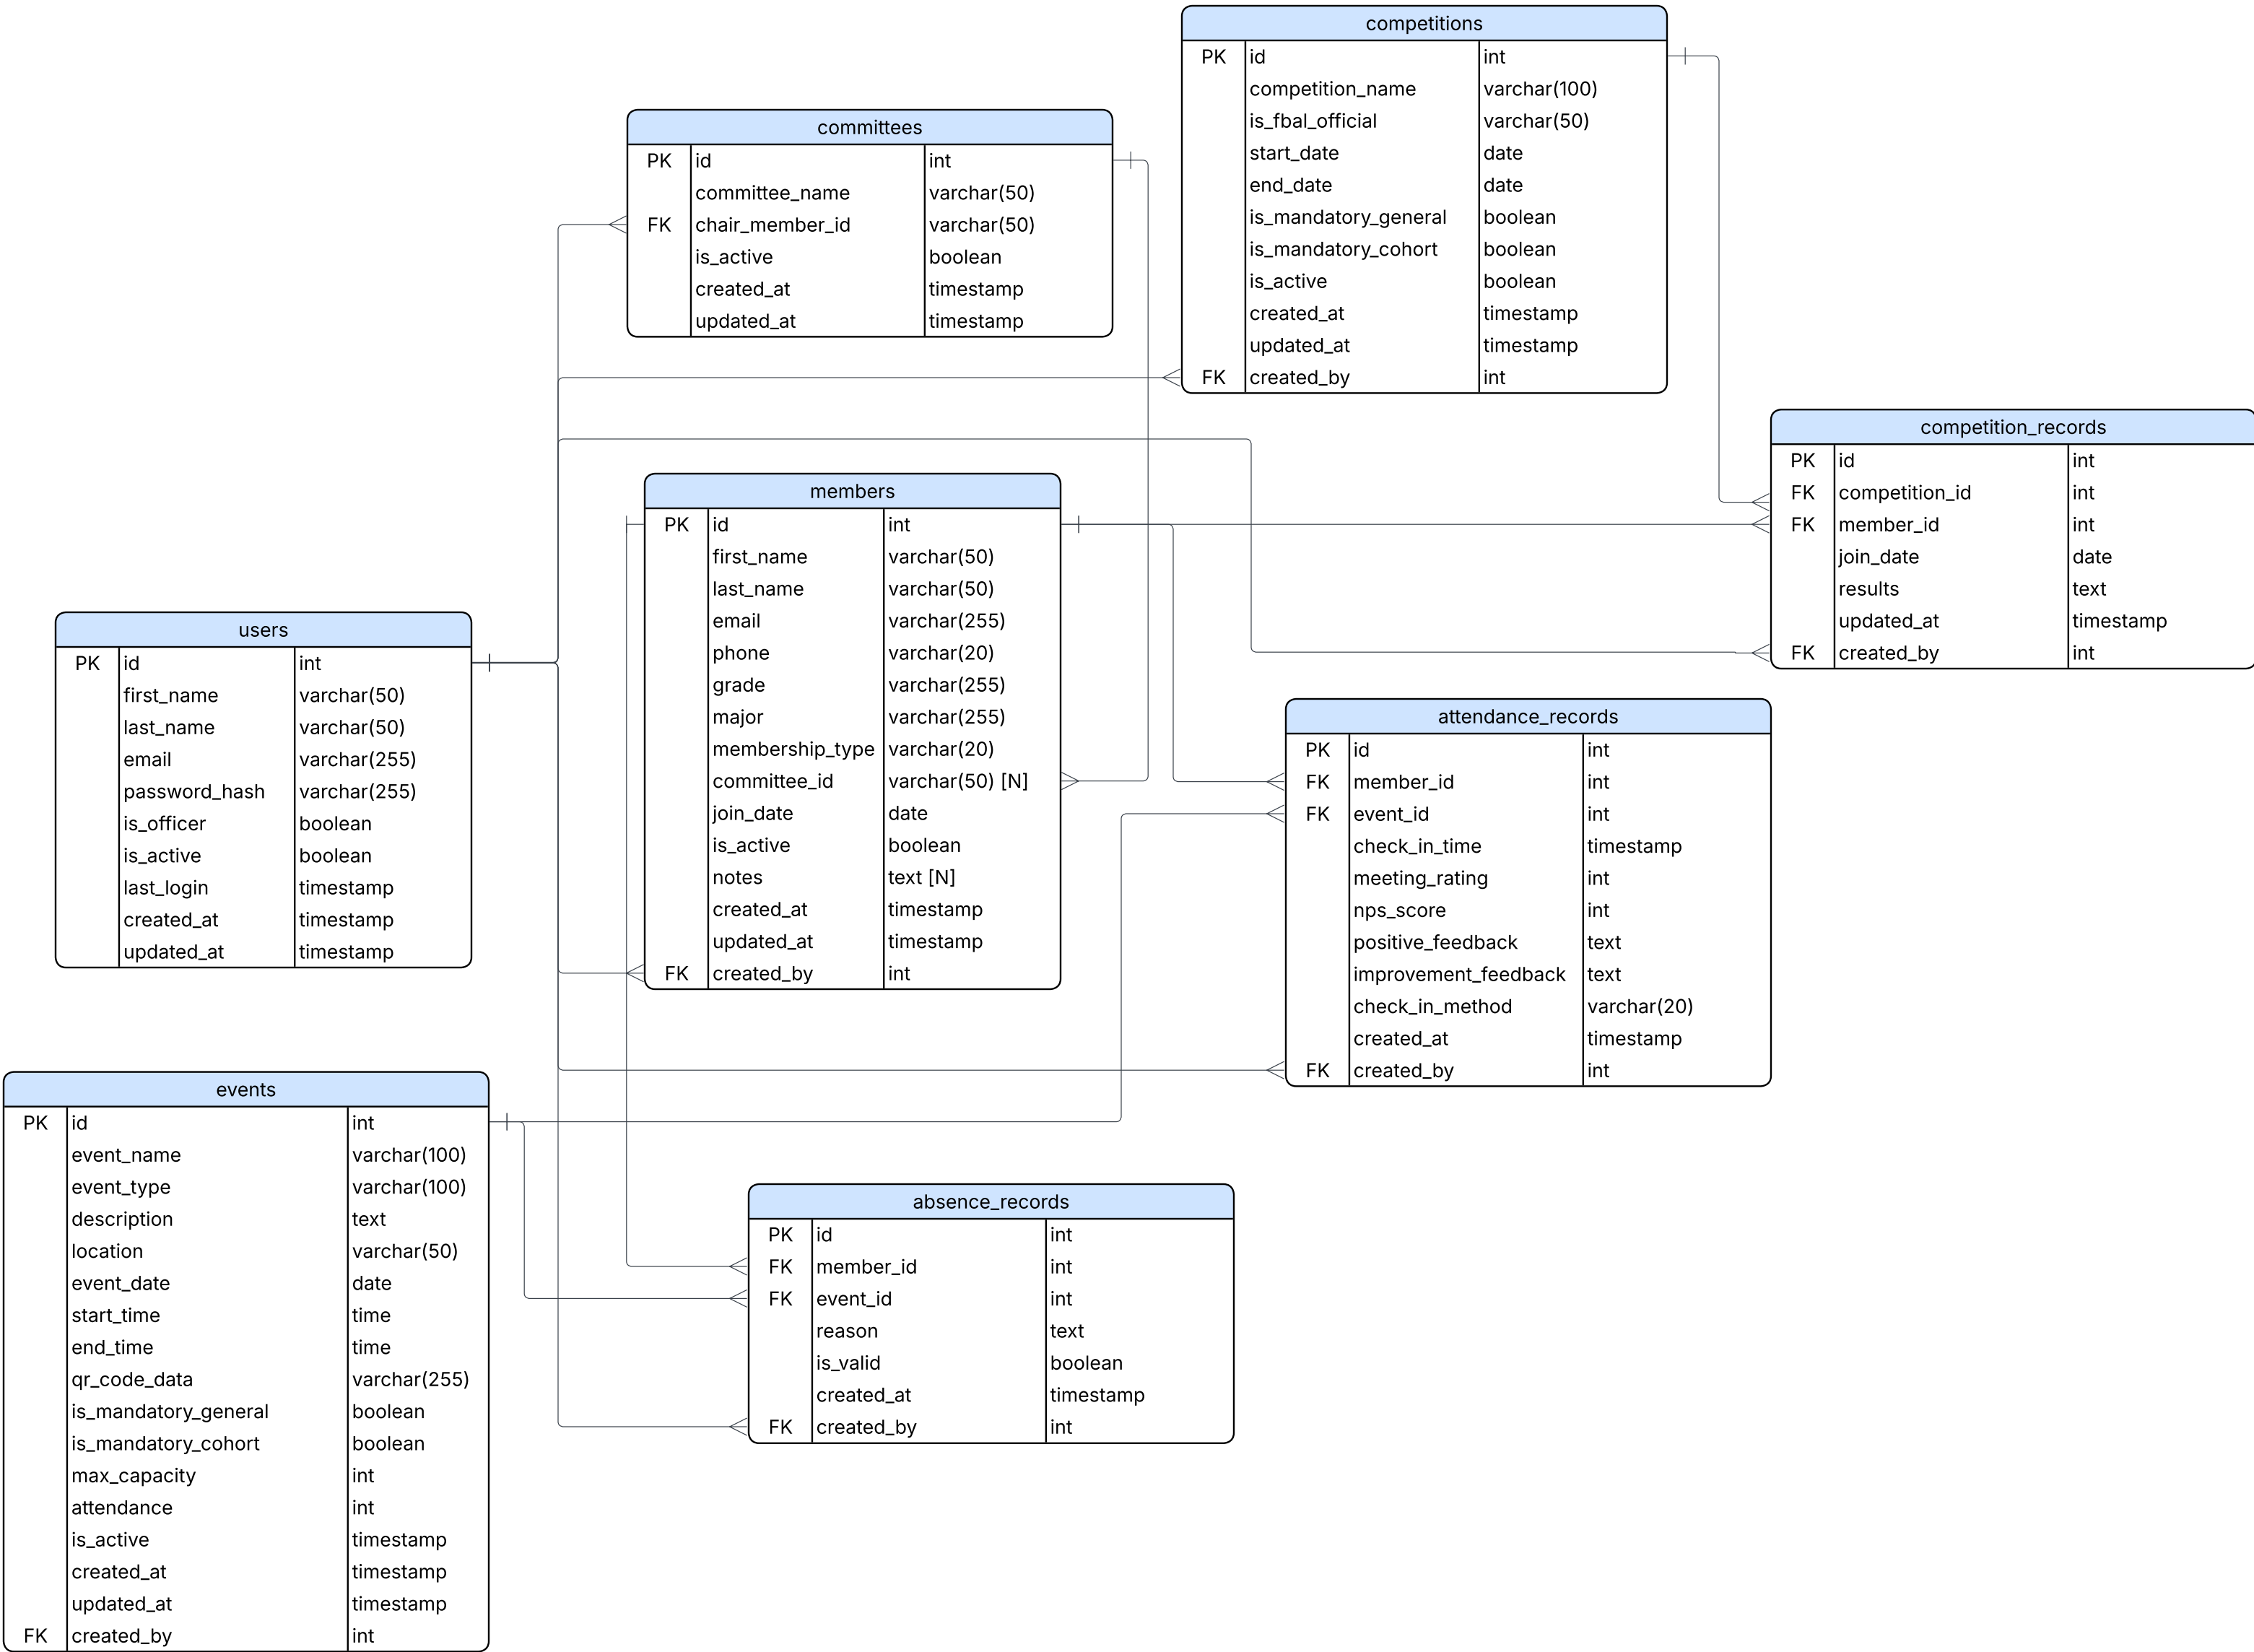 competitions
PK id int
competition_name varchar(100)
is_fbal_official varchar(50)
start_date date
end_date date
is_mandatory_general boolean
is_mandatory_cohort boolean
is_active boolean
created_at timestamp
updated_at timestamp
FK created_by int
committees
PK id int
committee_name varchar(50)
FK chair_member_id varchar(50)
is_active boolean
created_at timestamp
updated_at timestamp
competition_records
PK id int
FK competition_id int
FK member_id int
join_date date
results text
updated_at timestamp
FK created_by int
members
PK id int
first_name varchar(50)
last_name varchar(50)
email varchar(255)
phone varchar(20)
grade varchar(255)
major varchar(255)
membership_type varchar(20)
committee_id varchar(50) [N]
join_date date
is_active boolean
notes text [N]
created_at timestamp
updated_at timestamp
FK created_by int
users
PK id int
first_name varchar(50)
last_name varchar(50)
email varchar(255)
password_hash varchar(255)
is_officer boolean
is_active boolean
last_login timestamp
created_at timestamp
updated_at timestamp
attendance_records
PK id int
FK member_id int
FK event_id int
check_in_time timestamp
meeting_rating int
nps_score int
positive_feedback text
improvement_feedback text
check_in_method varchar(20)
created_at timestamp
FK created_by int
events
PK id int
event_name varchar(100)
event_type varchar(100)
description text
location varchar(50)
event_date date
start_time time
end_time time
qr_code_data varchar(255)
is_mandatory_general boolean
is_mandatory_cohort boolean
max_capacity int
attendance int
is_active timestamp
created_at timestamp
updated_at timestamp
FK created_by int
absence_records
PK id int
FK member_id int
FK event_id int
reason text
is_valid boolean
created_at timestamp
FK created_by int